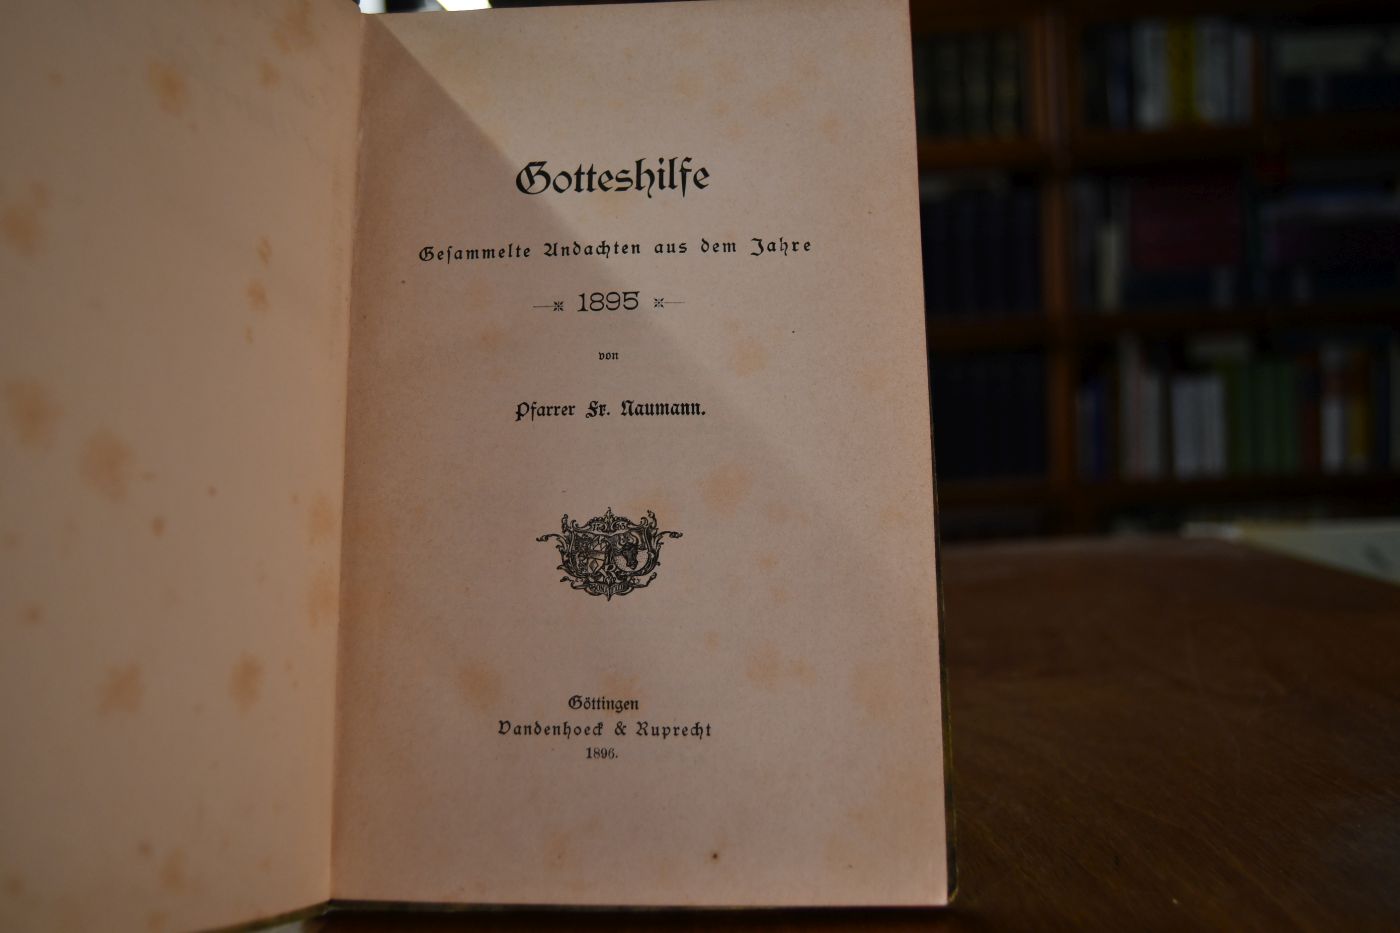 Gotteshilfe
Gesammelte Andachten aus dem Jahre
1895
von
Pfarrer Fr. Naumann.
Göttingen
Vandenhoeck & Ruprecht
1896.